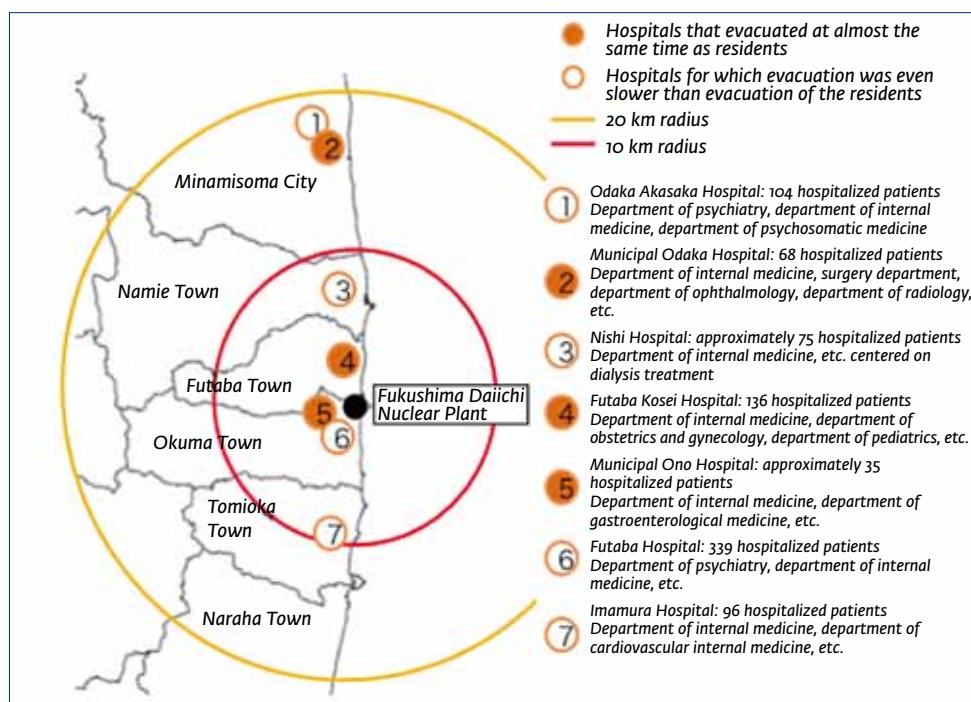 Hospitals that evacuated at almost the
same time as residents
Hospitals for which evacuation was even
slower than evacuation of the residents
20 km radius
10 km radius
1
2
Minamisoma City
Namie Town
3
4
Futaba Town
Fukushima Daiichi
Nuclear Plant
5
6
Okuma Town
Tomioka
Town
7
Naraha Town
1
Odaka Akasaka Hospital: 104 hospitalized patients
Department of psychiatry, department of internal
medicine, department of psychosomatic medicine
2
Municipal Odaka Hospital: 68 hospitalized patients
Department of internal medicine, surgery department,
department of ophthalmology, department of radiology,
etc.
3
Nishi Hospital: approximately 75 hospitalized patients
Department of internal medicine, etc. centered on
dialysis treatment
4
Futaba Kosei Hospital: 136 hospitalized patients
Department of internal medicine, department of
obstetrics and gynecology, department of pediatrics, etc.
5
Municipal Ono Hospital: approximately 35
hospitalized patients
Department of internal medicine, department of
gastroenterological medicine, etc.
6
Futaba Hospital: 339 hospitalized patients
Department of psychiatry, department of internal
medicine, etc.
7
Imamura Hospital: 96 hospitalized patients
Department of internal medicine, department of
cardiovascular internal medicine, etc.